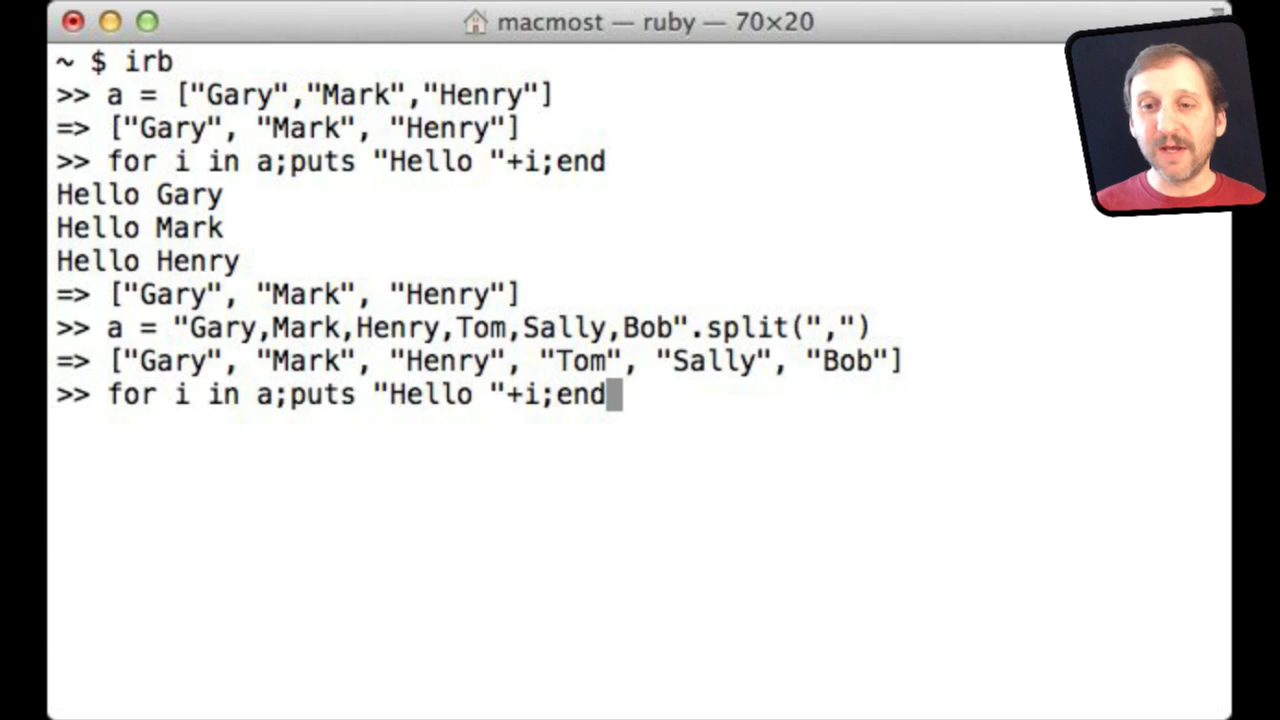 macmost — ruby — 70×20
~ $ irb
>> a = ["Gary","Mark","Henry"]
=> ["Gary", "Mark", "Henry"]
>> for i in a;puts "Hello "+i;end
Hello Gary
Hello Mark
Hello Henry
=> ["Gary", "Mark", "Henry"]
>> a = "Gary,Mark,Henry,Tom,Sally,Bob".split(",")
=> ["Gary", "Mark", "Henry", "Tom", "Sally", "Bob"]
>> for i in a;puts "Hello "+i;end